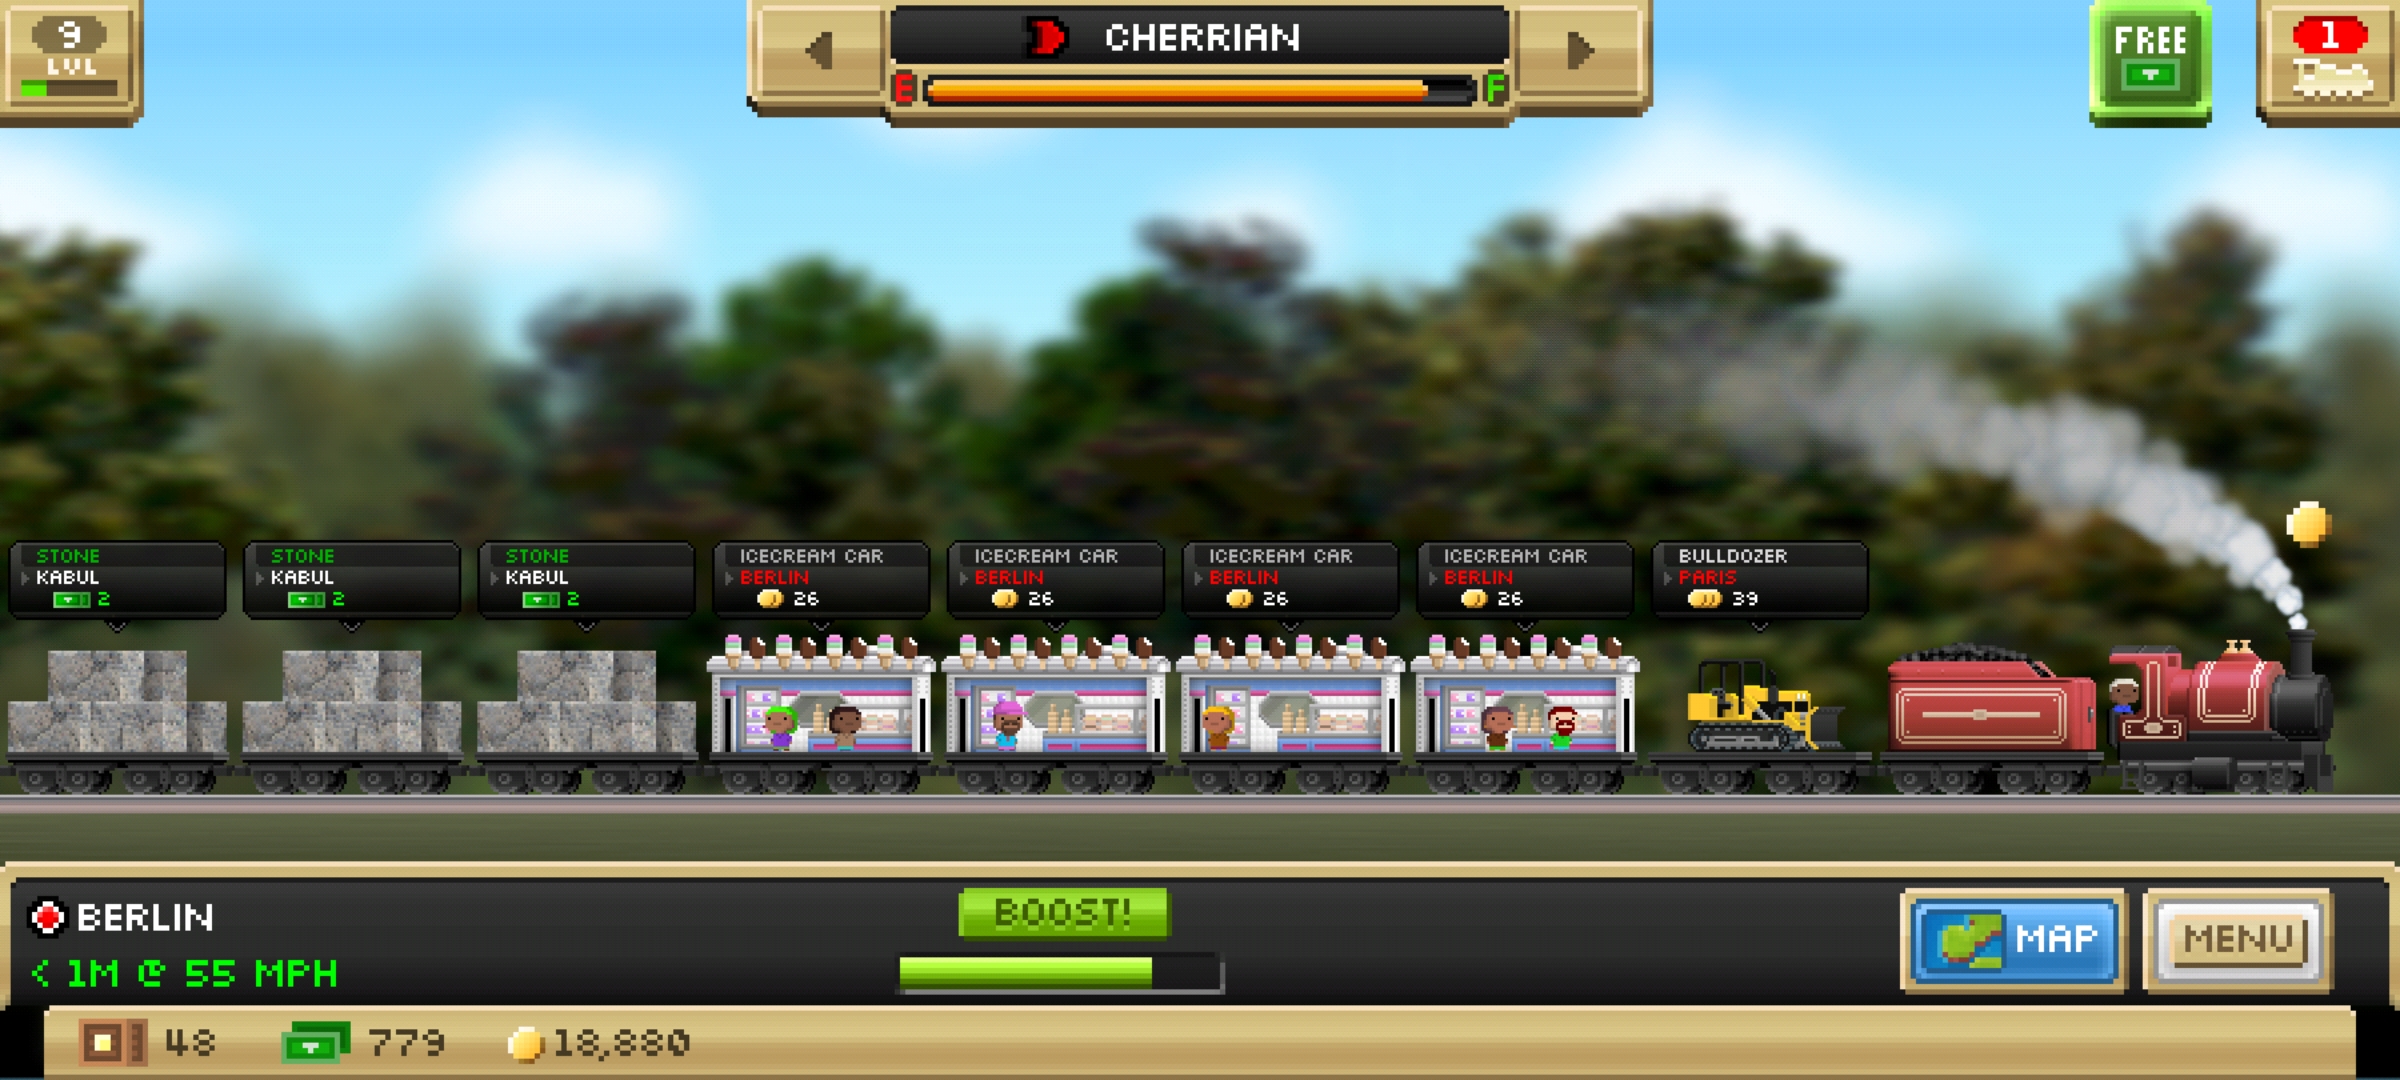 9
LVL
CHERRIAN
E
F
FREE
1
STONE
KABUL
2
STONE
KABUL
2
STONE
KABUL
2
ICECREAM CAR
BERLIN
26
ICECREAM CAR
BERLIN
26
ICECREAM CAR
BERLIN
26
ICECREAM CAR
BERLIN
26
BULLDOZER
PARIS
39
BERLIN
< 1M @ 55 MPH
BOOST!
MAP
MENU
48
779
18,880